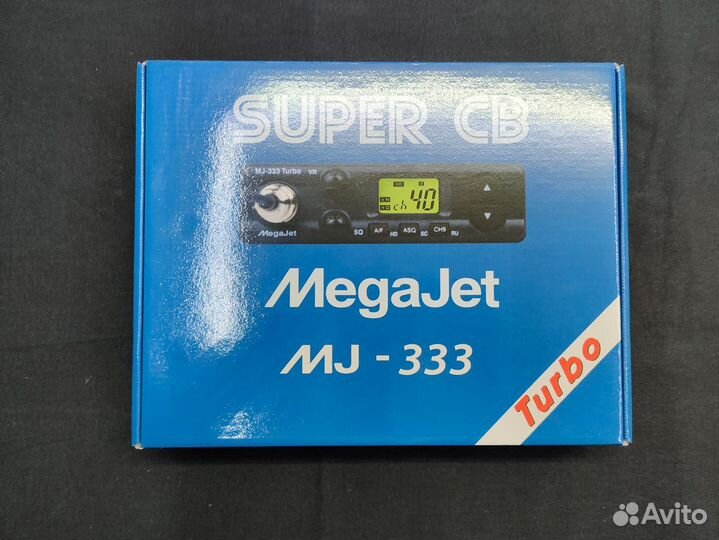 SUPER CB
MJ-333 Turbo vн
ch 40
MegaJet
SQ A/F HD ASQ SC CH9 RU
MegaJet
MJ - 333
Turbo
Avito